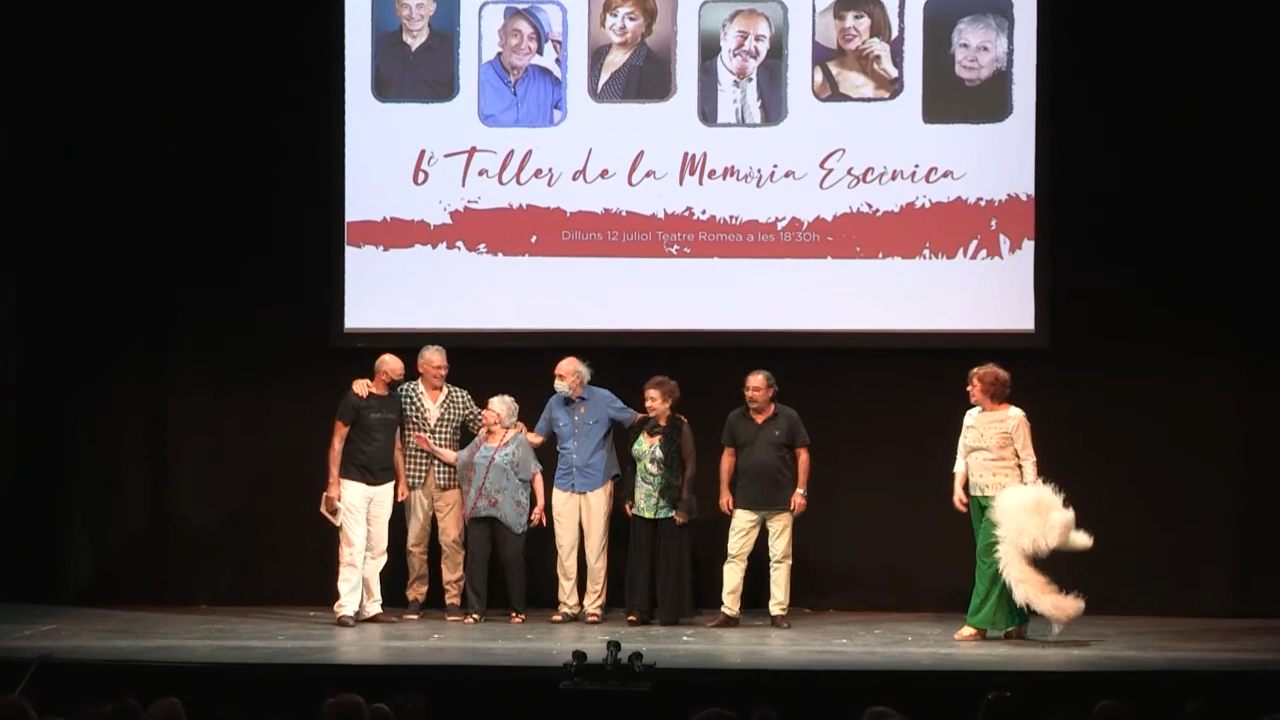 6è Taller de la Memòria Escènica
Dilluns 12 juliol Teatre Romea a les 18'30h